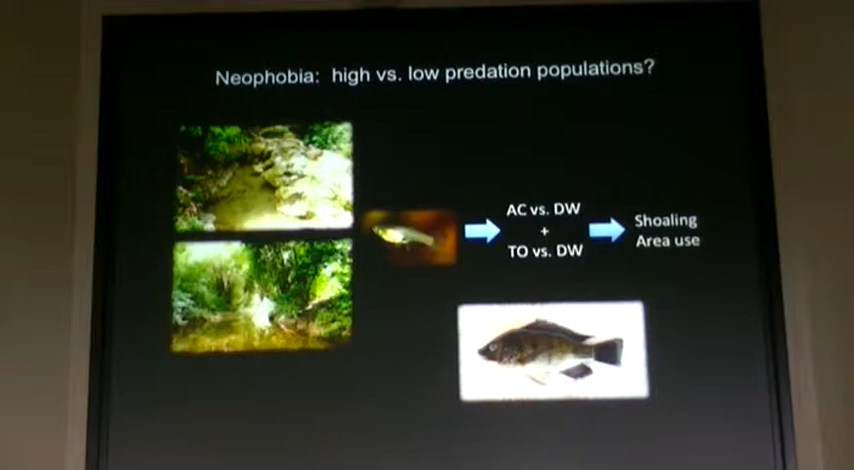 Neophobia: high vs. low predation populations?
AC vs. DW
+
TO vs. DW
Shoaling
Area use